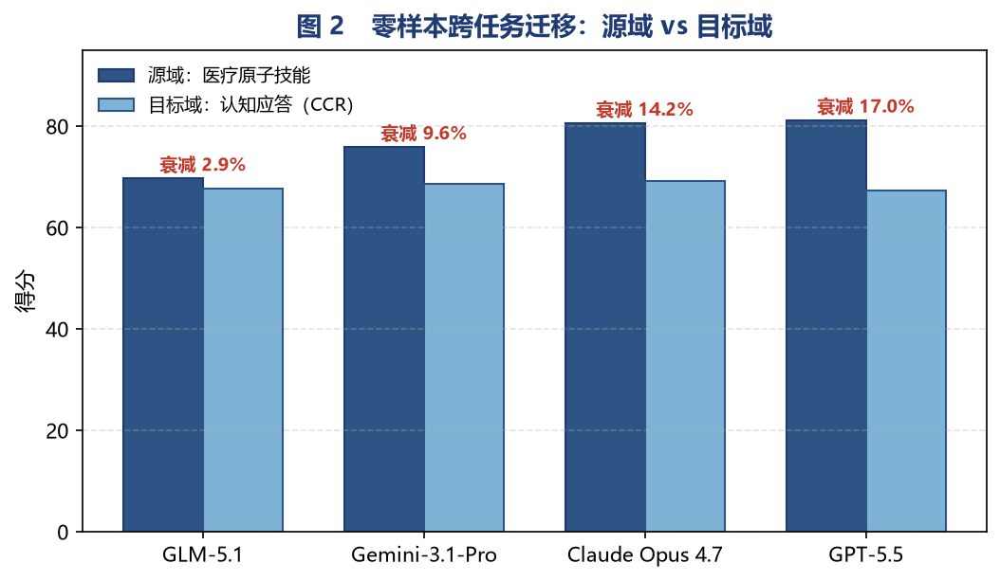 图 2 零样本跨任务迁移：源域 vs 目标域
源域：医疗原子技能
目标域：认知应答（CCR）
衰减 2.9%
衰减 9.6%
衰减 14.2%
衰减 17.0%
得分
80
60
40
20
0
GLM-5.1
Gemini-3.1-Pro
Claude Opus 4.7
GPT-5.5